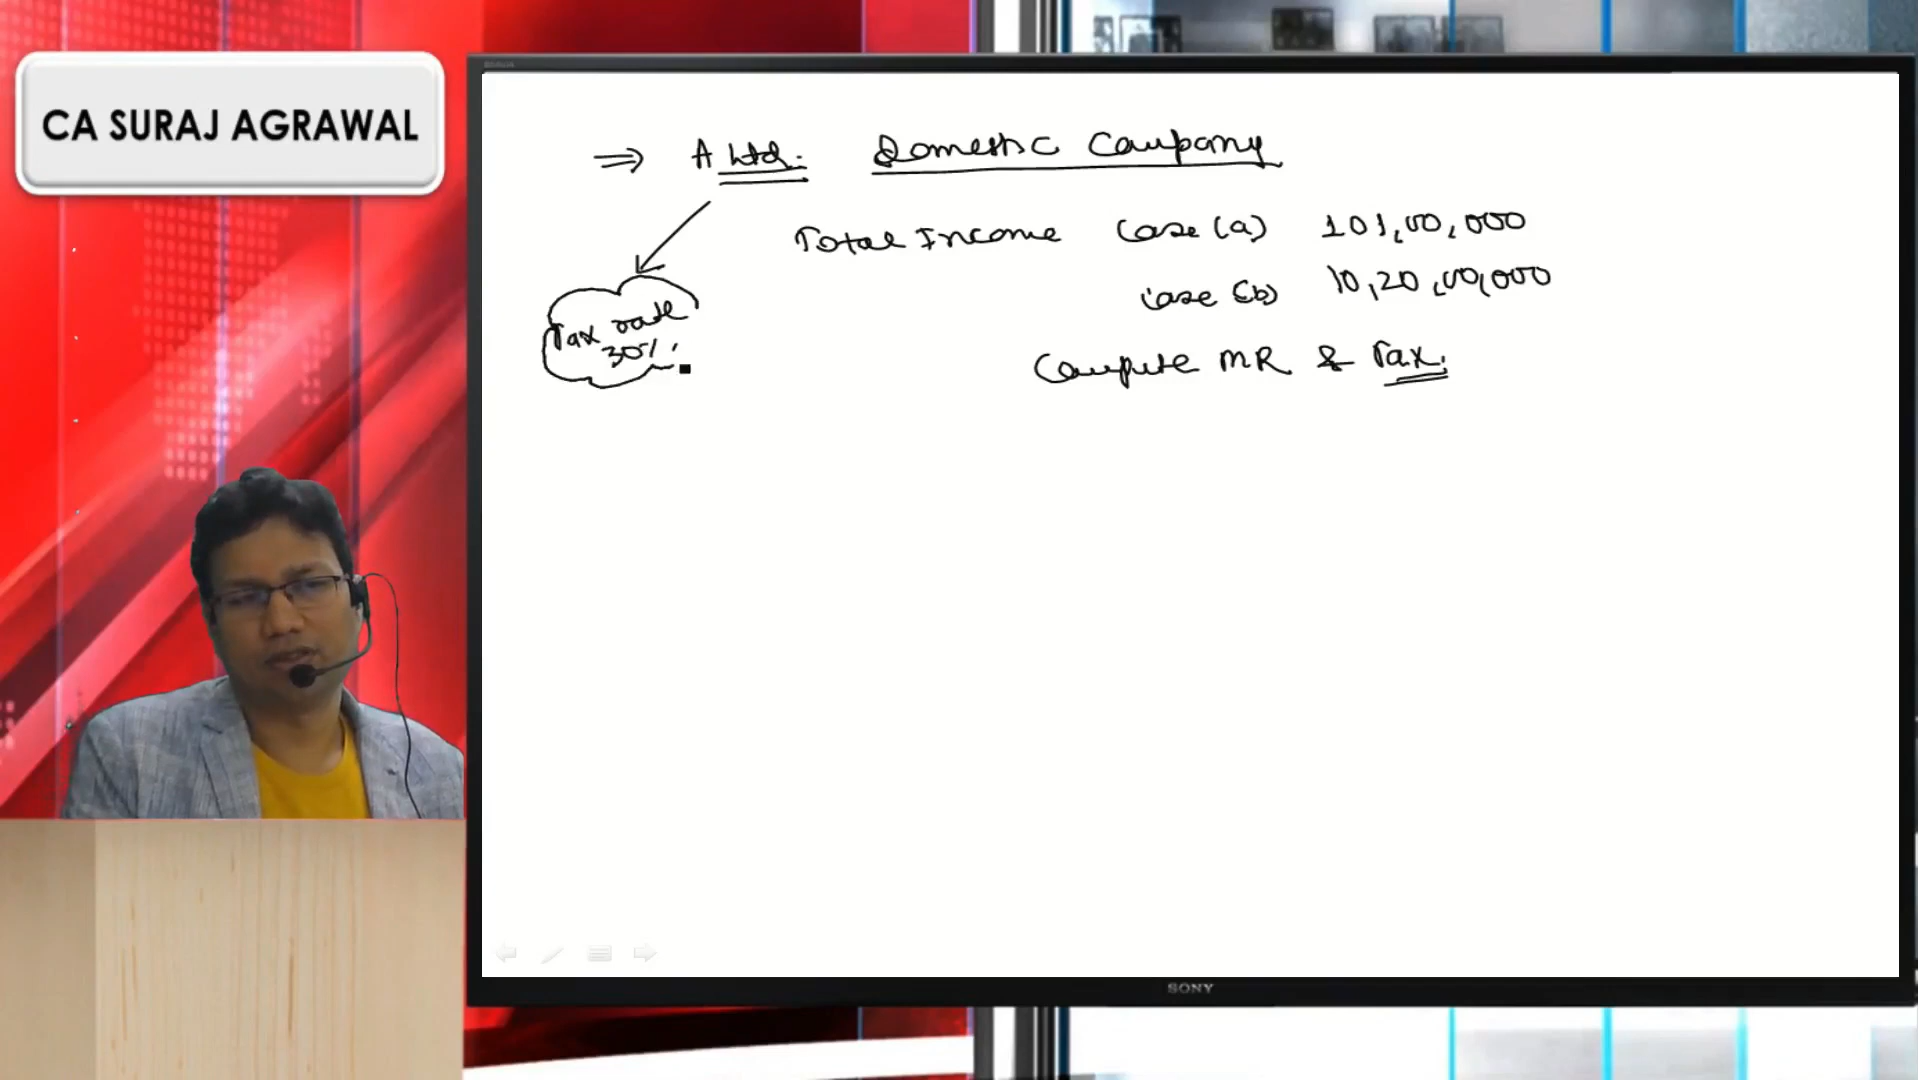 CA SURAJ AGRAWAL
⇒ A Ltd. Domestic Company
Total Income Case (a) 101,00,000
Case (b) 10,20,00,000
Tax rate
30%
Compute MR & Tax.
SONY